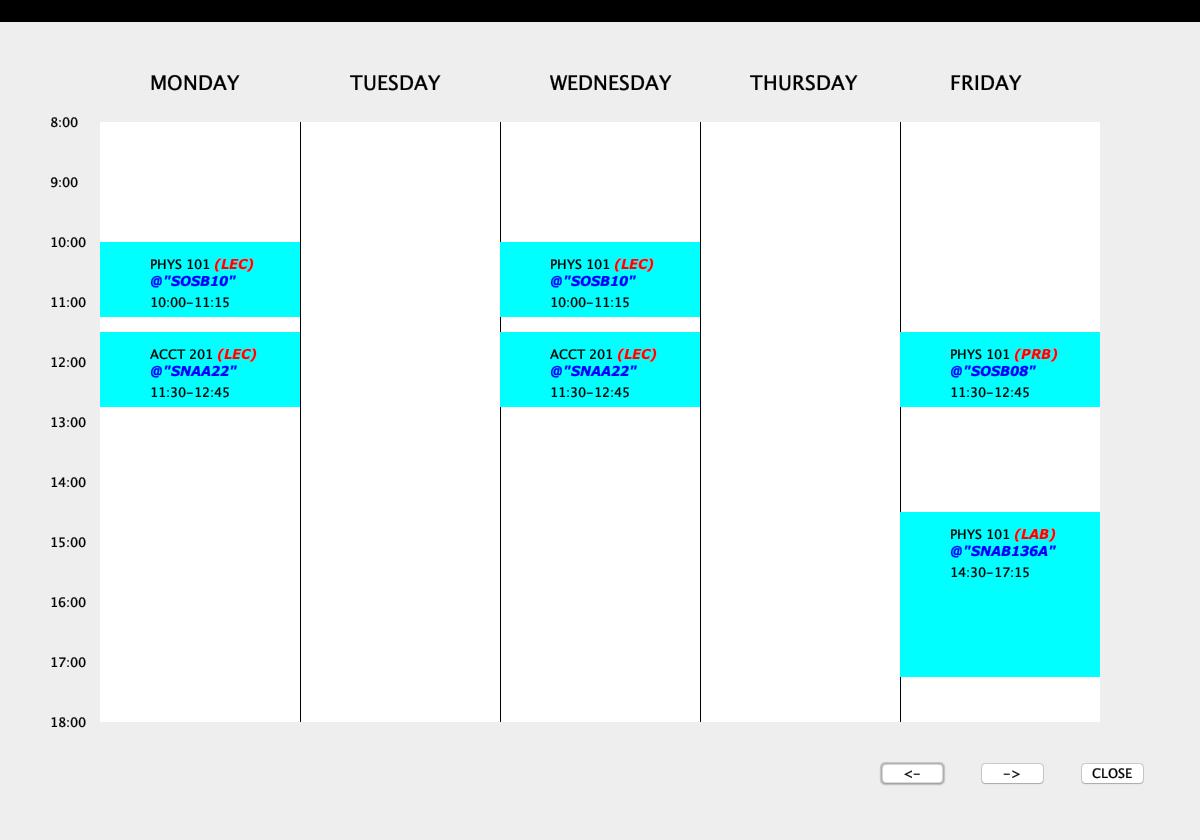 MONDAY TUESDAY WEDNESDAY THURSDAY FRIDAY
8:00
9:00
10:00
PHYS 101 (LEC) PHYS 101 (LEC)
@"SOSB10" @"SOSB10"
11:00 10:00-11:15 10:00-11:15
ACCT 201 (LEC) ACCT 201 (LEC) PHYS 101 (PRB)
12:00 @"SNAA22" @"SNAA22" @"SOSB08"
11:30-12:45 11:30-12:45 11:30-12:45
13:00
14:00
PHYS 101 (LAB)
15:00 @"SNAB136A"
14:30-17:15
16:00
17:00
18:00
<- -> CLOSE